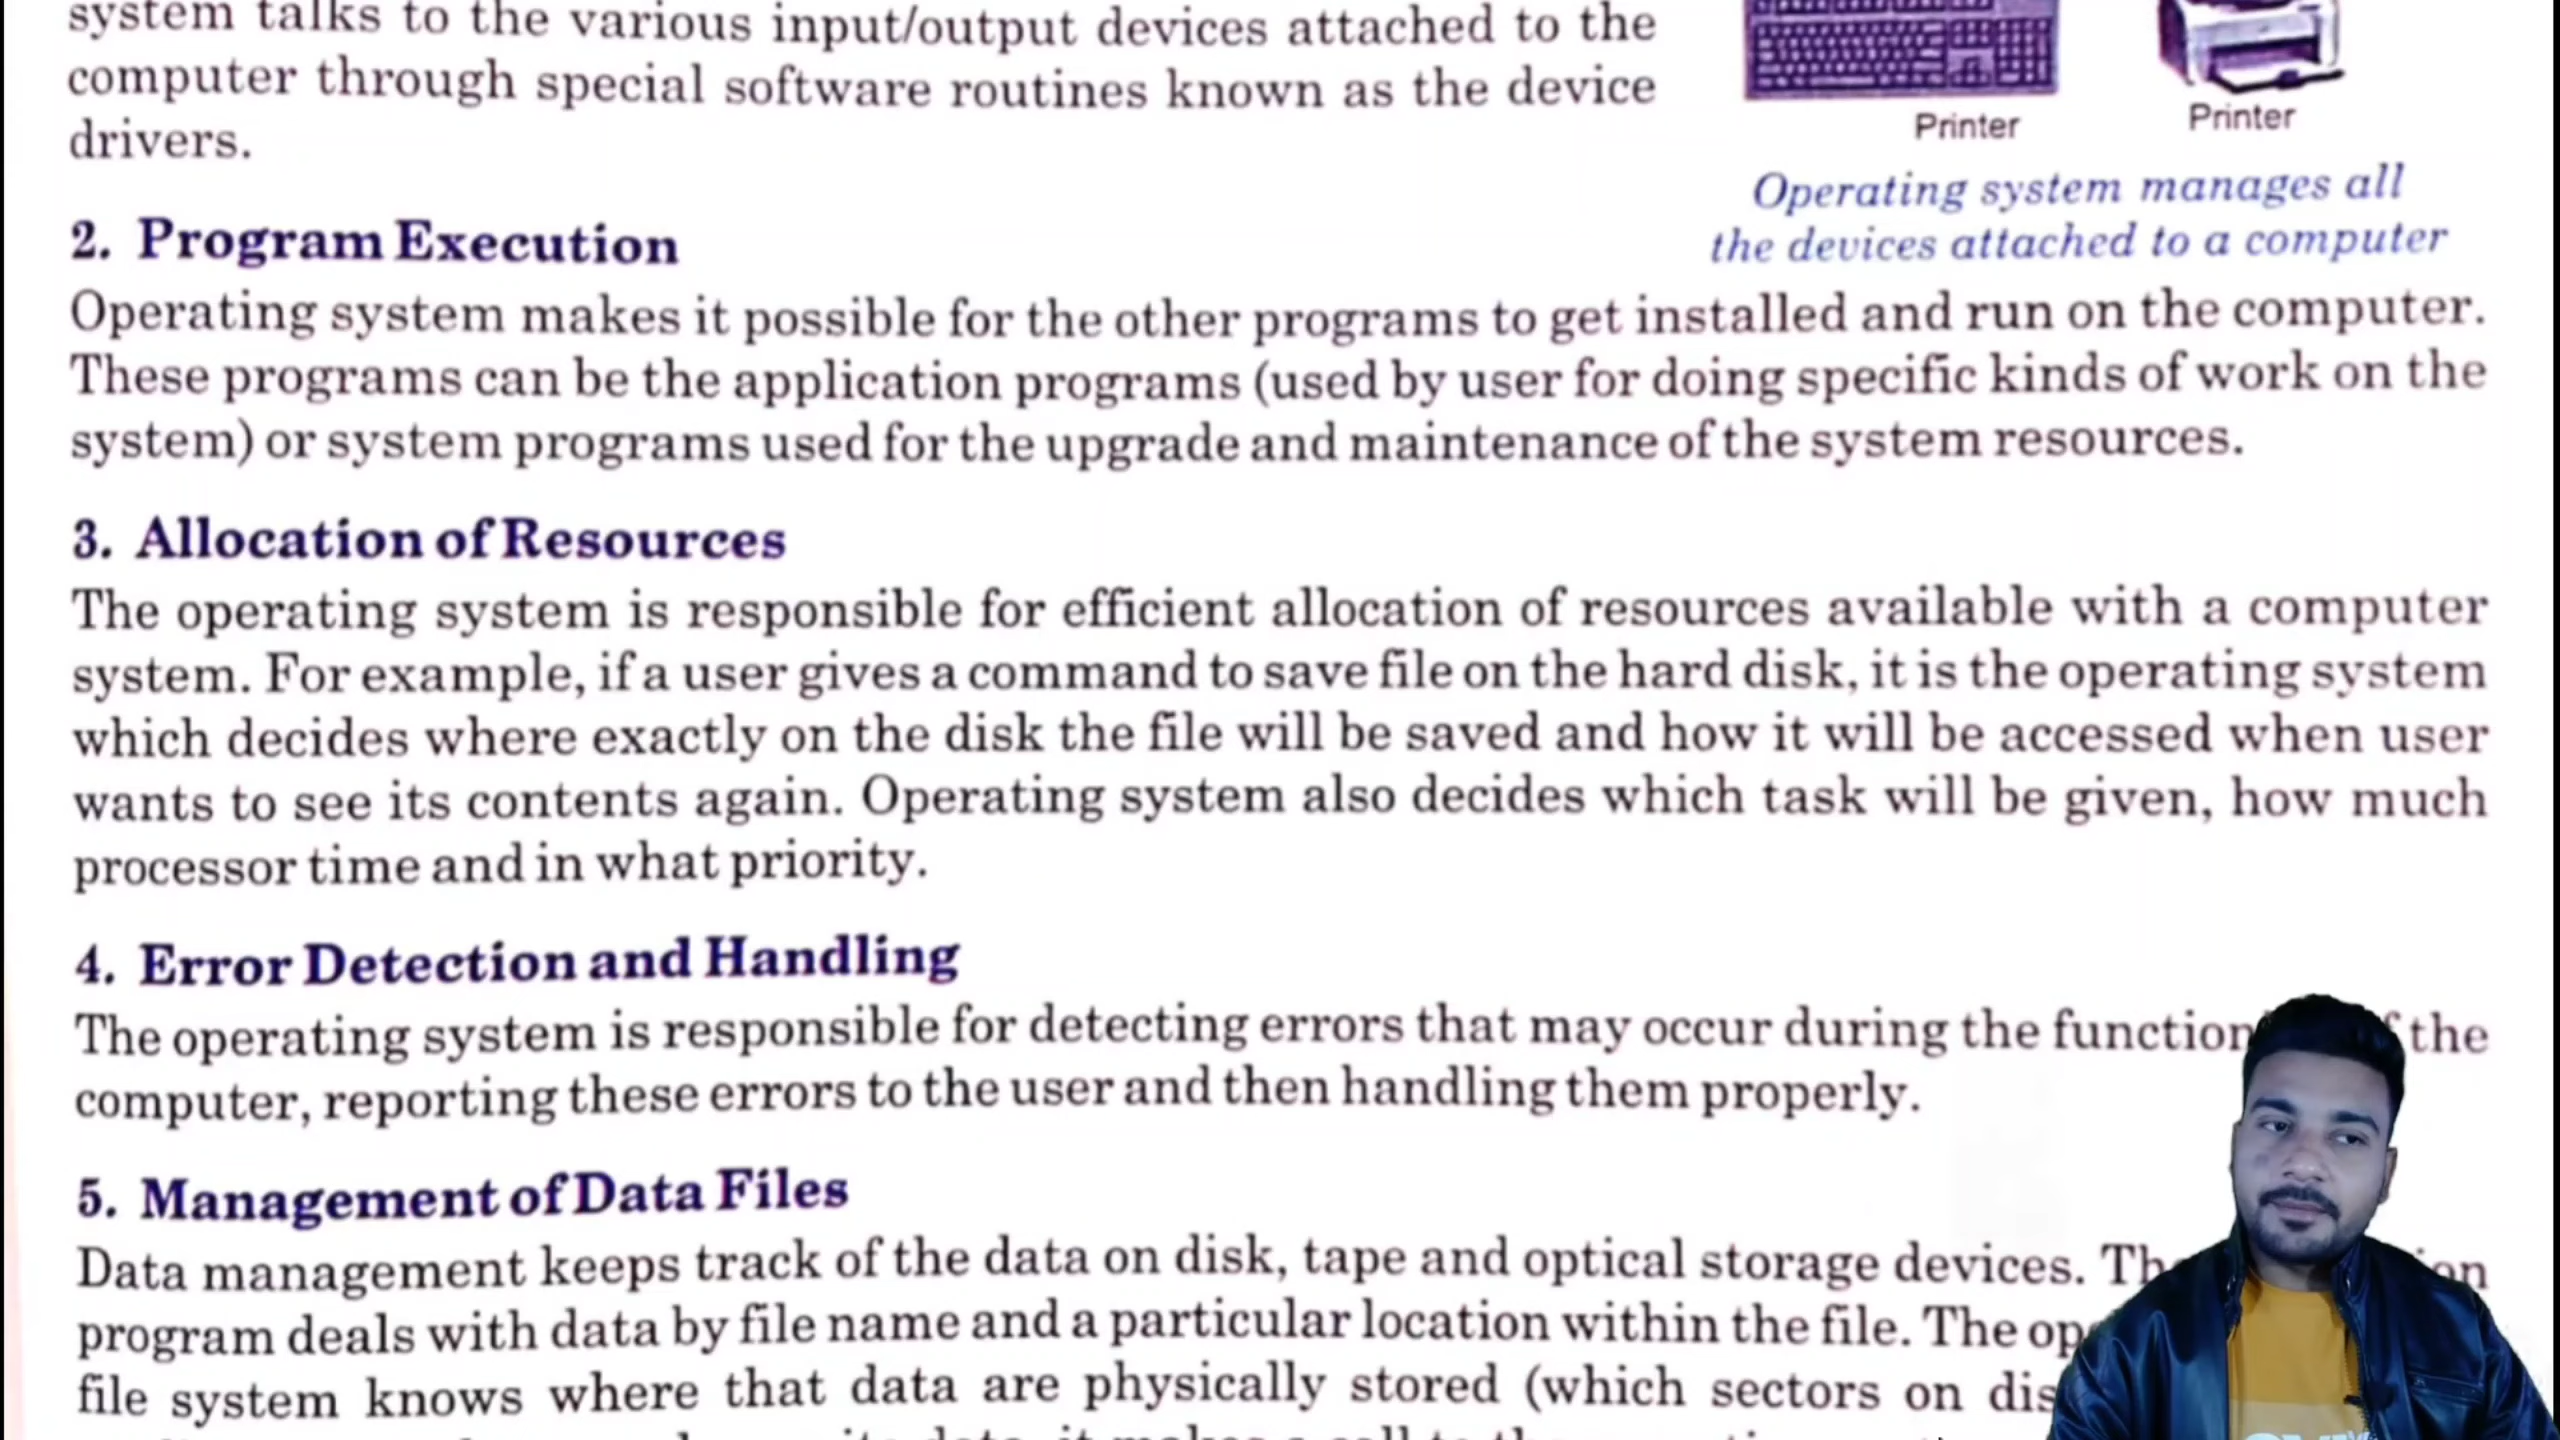 system talks to the various input/output devices attached to the
computer through special software routines known as the device
drivers.
Printer
Printer
Operating system manages all
the devices attached to a computer
2. Program Execution
Operating system makes it possible for the other programs to get installed and run on the computer.
These programs can be the application programs (used by user for doing specific kinds of work on the
system) or system programs used for the upgrade and maintenance of the system resources.
3. Allocation of Resources
The operating system is responsible for efficient allocation of resources available with a computer
system. For example, if a user gives a command to save file on the hard disk, it is the operating system
which decides where exactly on the disk the file will be saved and how it will be accessed when user
wants to see its contents again. Operating system also decides which task will be given, how much
processor time and in what priority.
4. Error Detection and Handling
The operating system is responsible for detecting errors that may occur during the function the
computer, reporting these errors to the user and then handling them properly.
5. Management of Data Files
Data management keeps track of the data on disk, tape and optical storage devices.
program deals with data by file name and a particular location within the file. The
file system knows where that data are physically stored (which sectors on